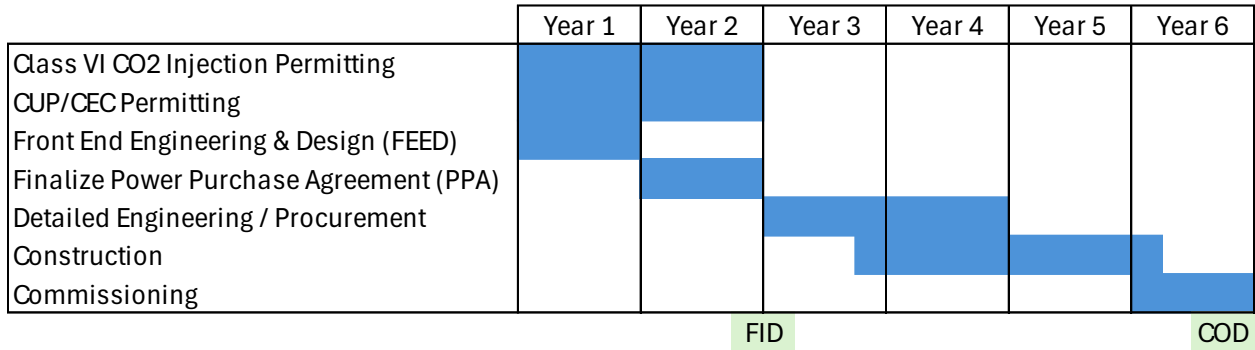 Year 1 Year 2 Year 3 Year 4 Year 5 Year 6
Class VI CO2 Injection Permitting
CUP/CEC Permitting
Front End Engineering & Design (FEED)
Finalize Power Purchase Agreement (PPA)
Detailed Engineering / Procurement
Construction
Commissioning
FID COD